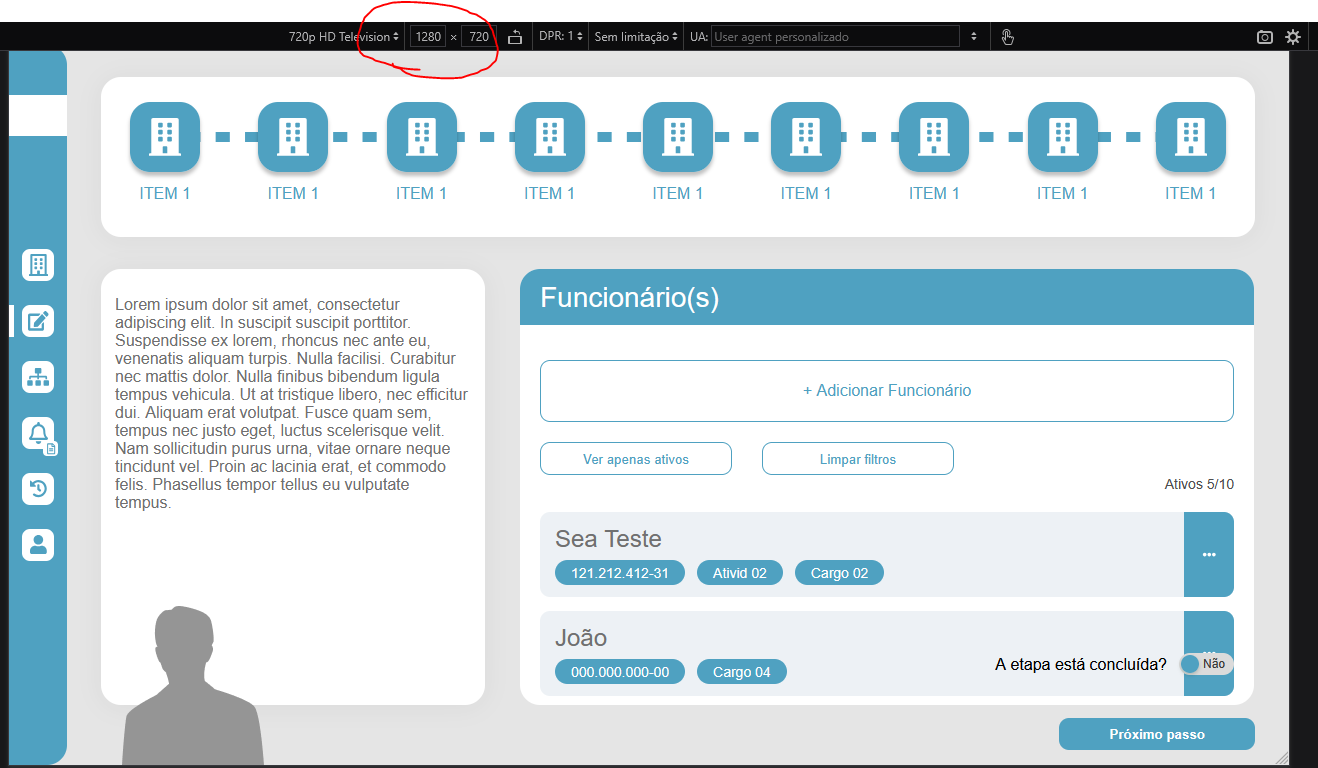 720p HD Television 1280 × 720 DPR: 1 Sem limitação UA: User agent personalizado
ITEM 1 ITEM 1 ITEM 1 ITEM 1 ITEM 1 ITEM 1 ITEM 1 ITEM 1 ITEM 1
Lorem ipsum dolor sit amet, consectetur
adipiscing elit. In suscipit suscipit porttitor.
Suspendisse ex lorem, rhoncus nec ante eu,
venenatis aliquam turpis. Nulla facilisi. Curabitur
nec mattis dolor. Nulla finibus bibendum ligula
tempus vehicula. Ut at tristique libero, nec efficitur
dui. Aliquam erat volutpat. Fusce quam sem,
tempus nec justo eget, luctus scelerisque velit.
Nam sollicitudin purus urna, vitae ornare neque
tincidunt vel. Proin ac lacinia erat, et commodo
felis. Phasellus tempor tellus eu vulputate
tempus.
Funcionário(s)
+ Adicionar Funcionário
Ver apenas ativos Limpar filtros
Ativos 5/10
Sea Teste
121.212.412-31 Ativid 02 Cargo 02
...
João
000.000.000-00 Cargo 04
...
A etapa está concluída? Não
Próximo passo